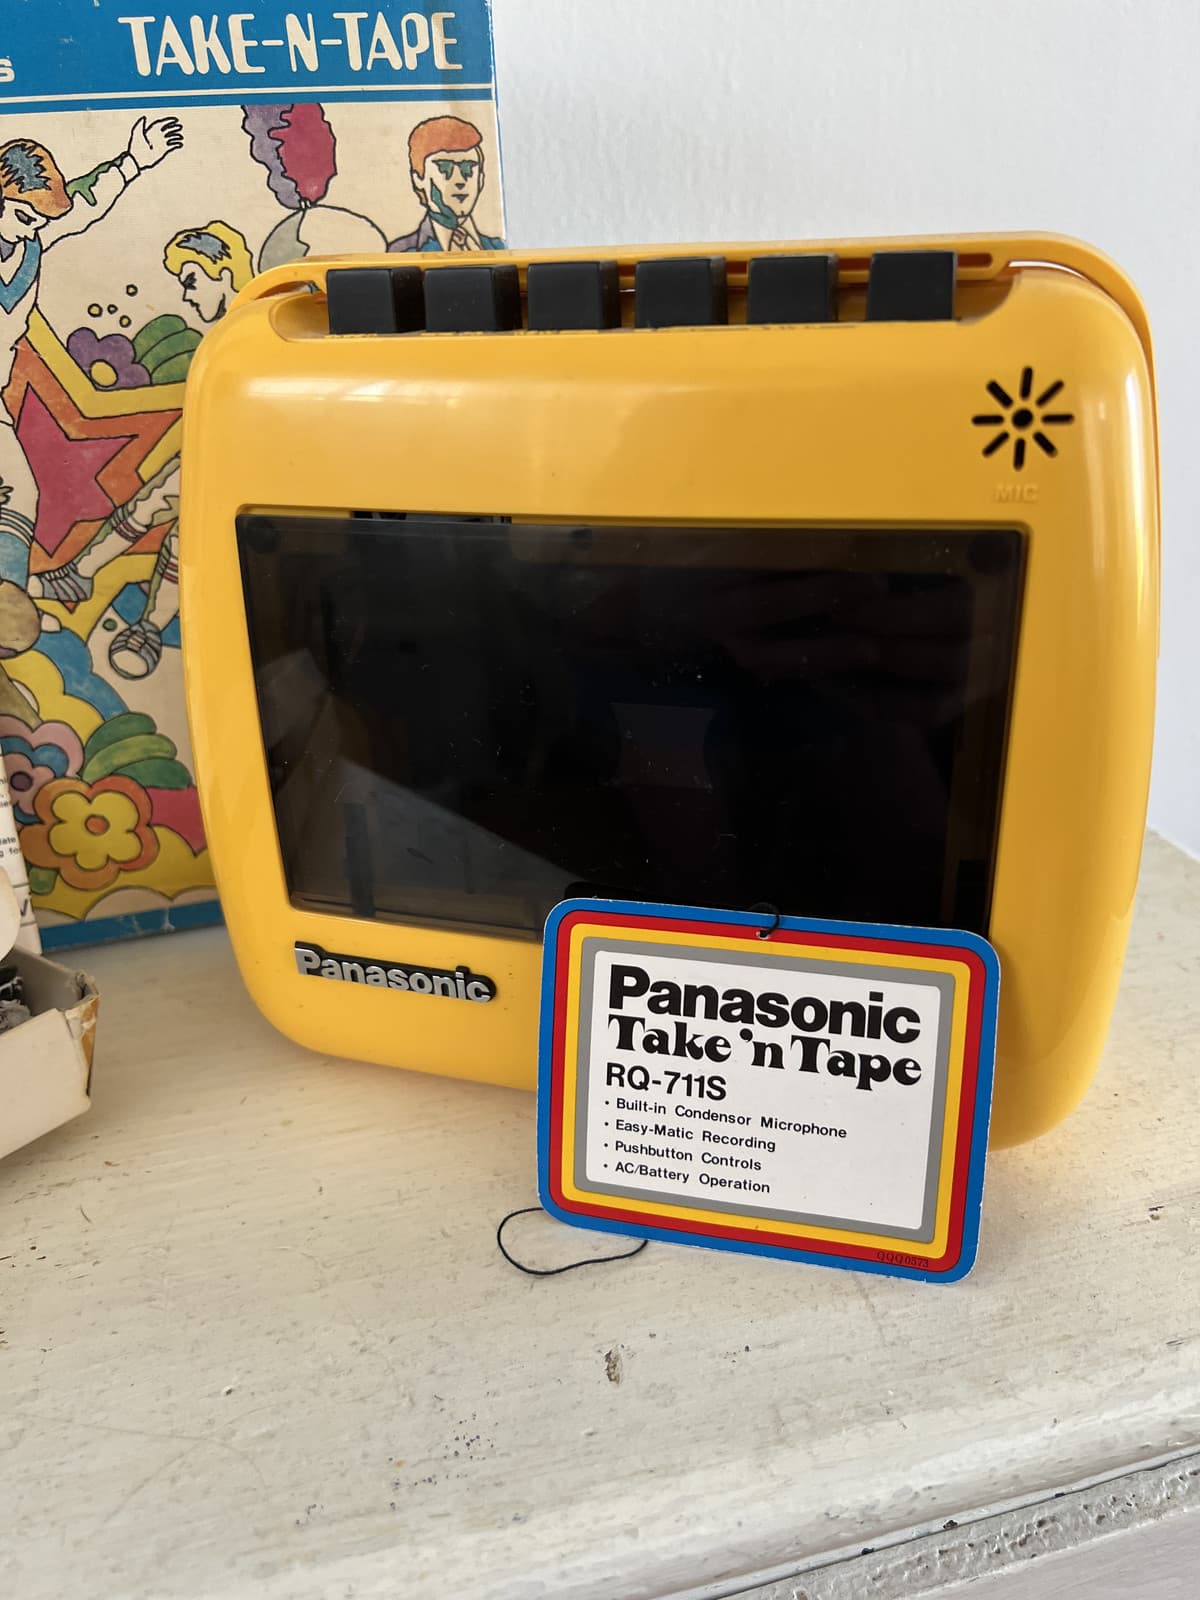 TAKE-N-TAPE
MIC
Panasonic
Panasonic
Take 'n Tape
RQ-711S
• Built-in Condensor Microphone
• Easy-Matic Recording
• Pushbutton Controls
• AC/Battery Operation
QQQ0573